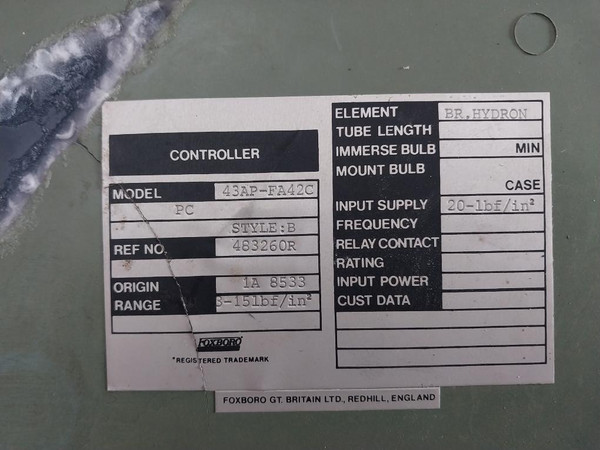 CONTROLLER
MODEL 43AP-FA42C
PC
STYLE:B
REF NO. 483260R
ORIGIN 1A 8533
RANGE 3-15lbf/in²
FOXBORO
*REGISTERED TRADEMARK
ELEMENT BR.HYDRON
TUBE LENGTH
IMMERSE BULB MIN
MOUNT BULB
CASE
INPUT SUPPLY 20-lbf/in²
FREQUENCY
RELAY CONTACT
RATING
INPUT POWER
CUST DATA
FOXBORO GT. BRITAIN LTD., REDHILL, ENGLAND